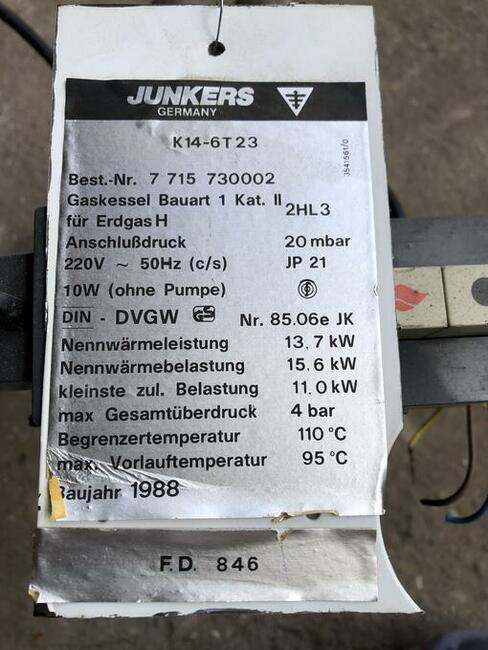 JUNKERS
GERMANY
K14-6T23
3541561/0
Best.-Nr. 7 715 730002
Gaskessel Bauart 1 Kat. II 2HL3
für Erdgas H
Anschlußdruck 20 mbar
220V ~ 50Hz (c/s) JP 21
10W (ohne Pumpe)
DIN - DVGW GS Nr. 85.06e JK
Nennwärmeleistung 13,7 kW
Nennwärmebelastung 15,6 kW
kleinste zul. Belastung 11,0 kW
max Gesamtüberdruck 4 bar
Begrenzertemperatur 110 °C
max. Vorlauftemperatur 95 °C
Baujahr 1988
F.D. 846